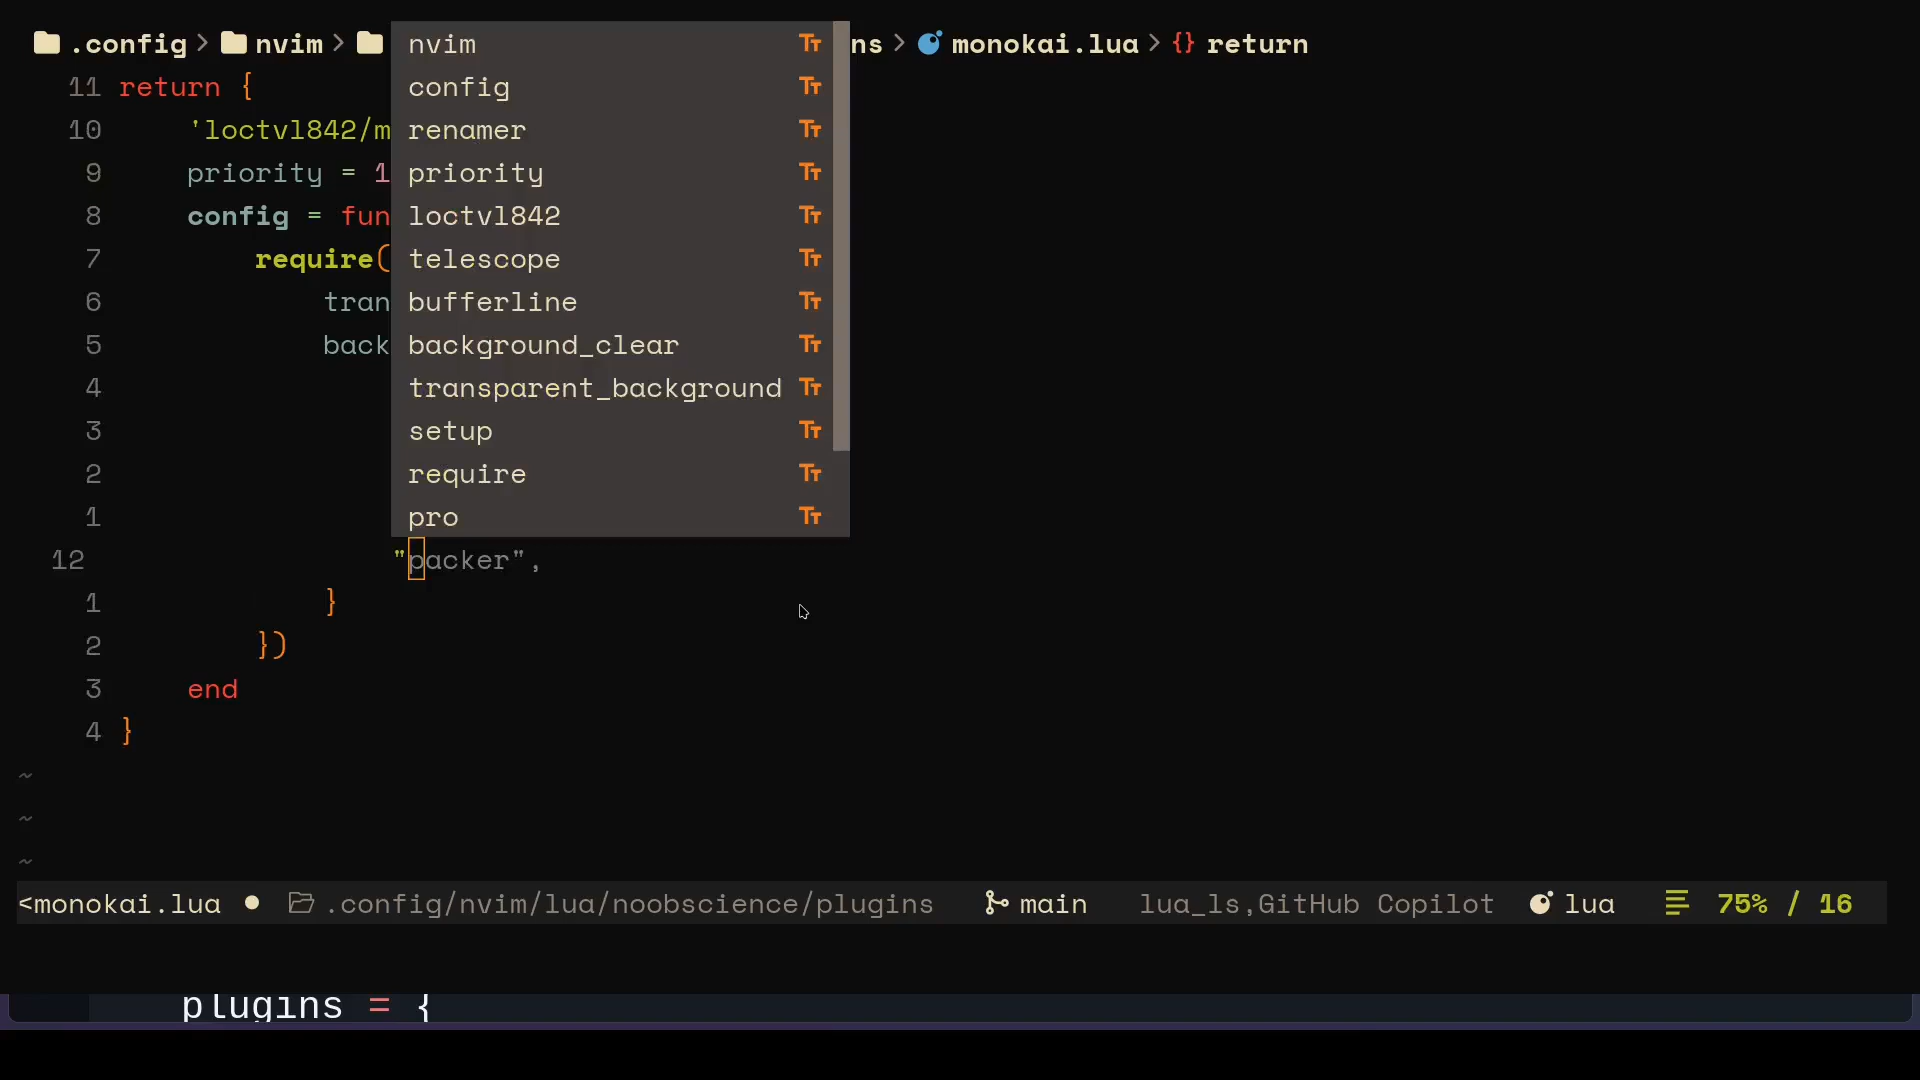 .config > nvim > ns > monokai.lua > {} return
nvim
config
renamer
priority
loctvl842
telescope
bufferline
background_clear
transparent_background
setup
require
pro
11 return {
10 'loctvl842/m
9 priority = 1
8 config = fun
7 require(
6 tran
5 back
4
3
2
1
12 "packer",
1 }
2 })
3 end
4 }
~
~
~
<monokai.lua ● .config/nvim/lua/noobscience/plugins main lua_ls,GitHub Copilot lua 75% / 16
plugins = {